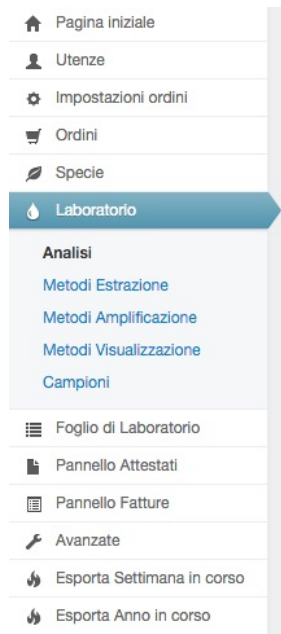 Pagina iniziale
Utenze
Impostazioni ordini
Ordini
Specie
Laboratorio
Analisi
Metodi Estrazione
Metodi Amplificazione
Metodi Visualizzazione
Campioni
Foglio di Laboratorio
Pannello Attestati
Pannello Fatture
Avanzate
Esporta Settimana in corso
Esporta Anno in corso